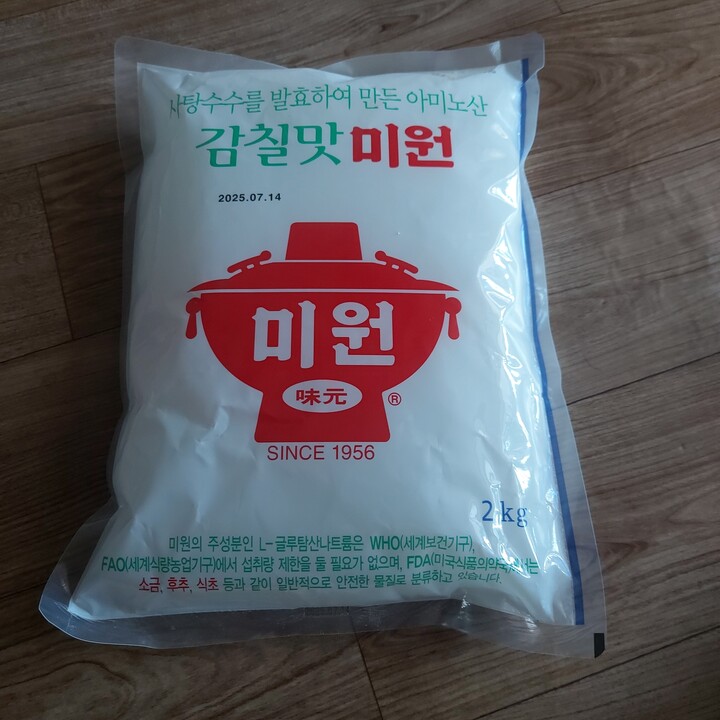 사탕수수를 발효하여 만든 아미노산
감칠맛 미원
2025.07.14
미원
味元 ®
SINCE 1956
2 kg
미원의 주성분인 L-글루탐산나트륨은 WHO(세계보건기구),
FAO(세계식량농업기구)에서 섭취량 제한을 둘 필요가 없으며, FDA(미국식품의약국)에서는
소금, 후추, 식초 등과 같이 일반적으로 안전한 물질로 분류하고 있습니다.